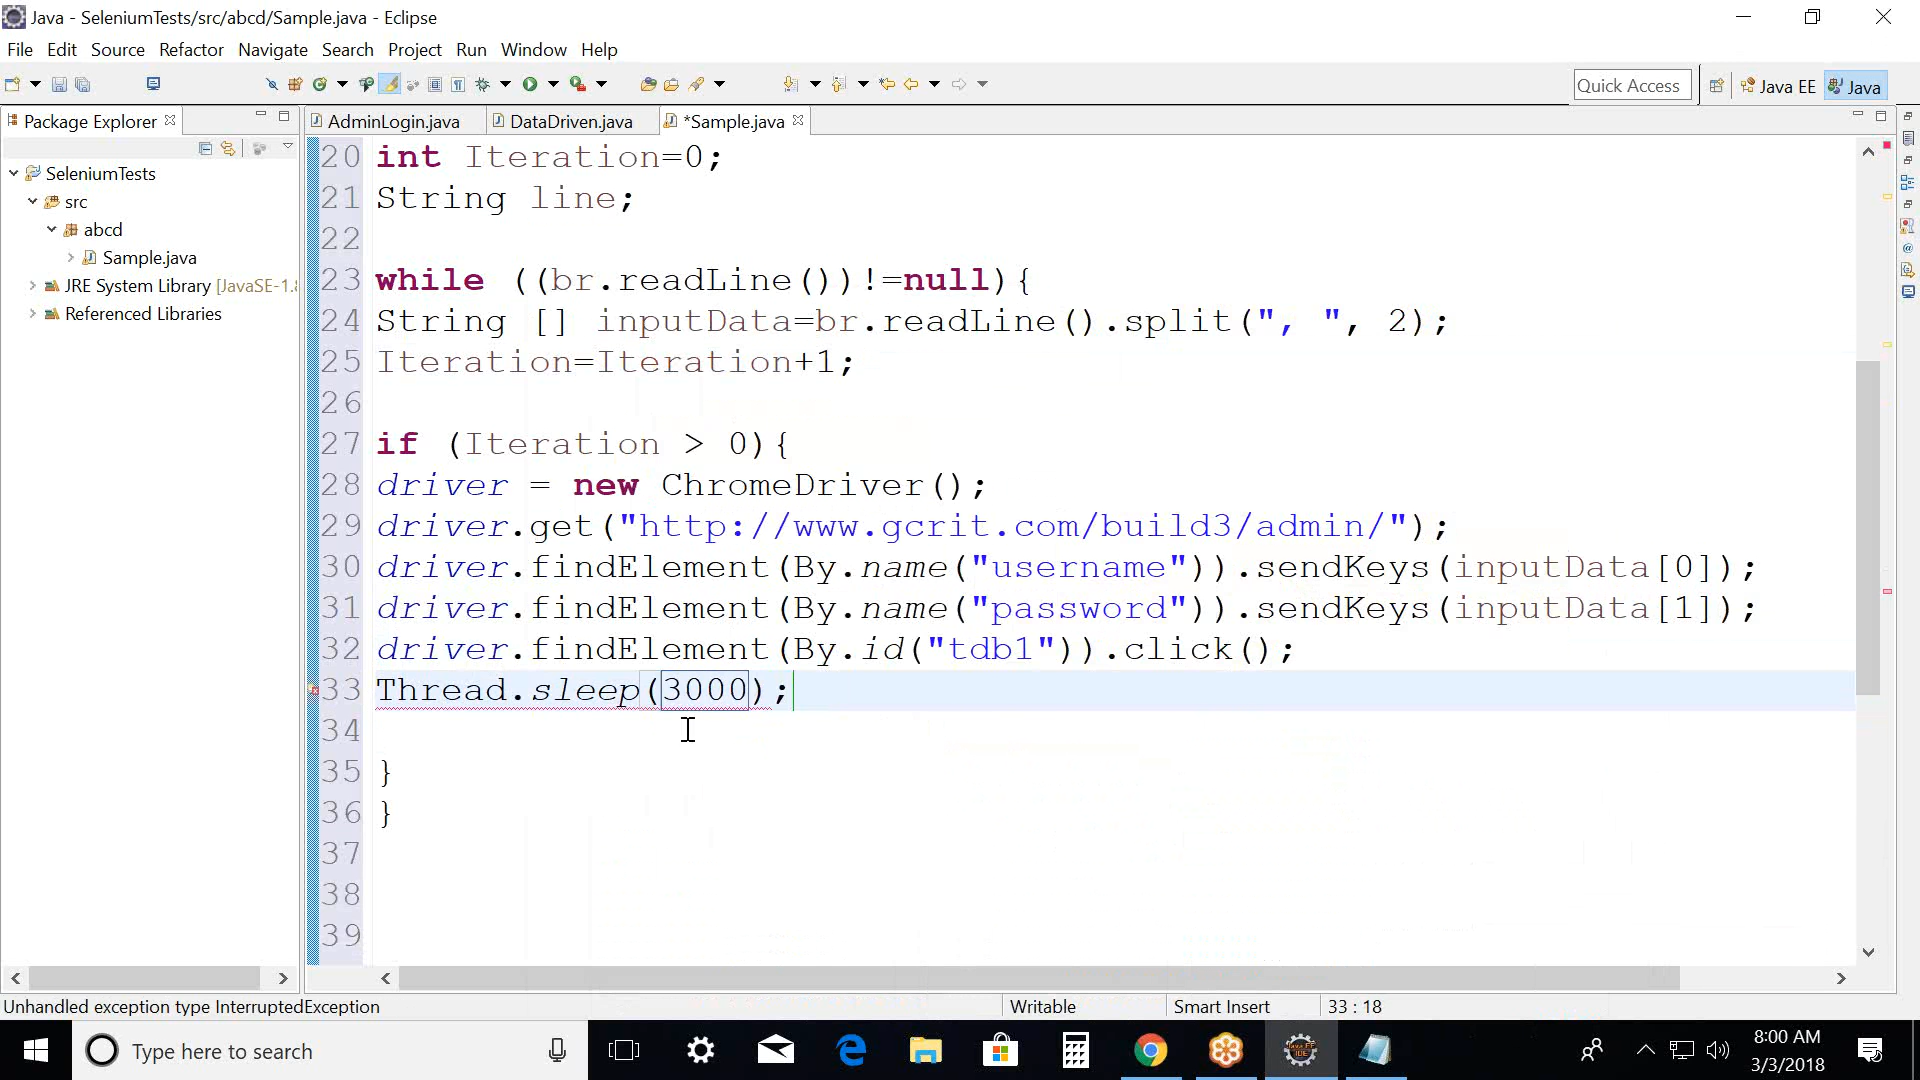 Java - SeleniumTests/src/abcd/Sample.java - Eclipse
File Edit Source Refactor Navigate Search Project Run Window Help
Quick Access Java EE Java
Package Explorer AdminLogin.java DataDriven.java *Sample.java
SeleniumTests
src
abcd
Sample.java
JRE System Library [JavaSE-1.8
Referenced Libraries
20 int Iteration=0;
21 String line;
22
23 while ((br.readLine())!=null){
24 String [] inputData=br.readLine().split(", ", 2);
25 Iteration=Iteration+1;
26
27 if (Iteration > 0){
28 driver = new ChromeDriver();
29 driver.get("http://www.gcrit.com/build3/admin/");
30 driver.findElement(By.name("username")).sendKeys(inputData[0]);
31 driver.findElement(By.name("password")).sendKeys(inputData[1]);
32 driver.findElement(By.id("tdb1")).click();
33 Thread.sleep(3000);
34
35 }
36 }
37
38
39
Unhandled exception type InterruptedException Writable Smart Insert 33 : 18
Type here to search
8:00 AM
3/3/2018